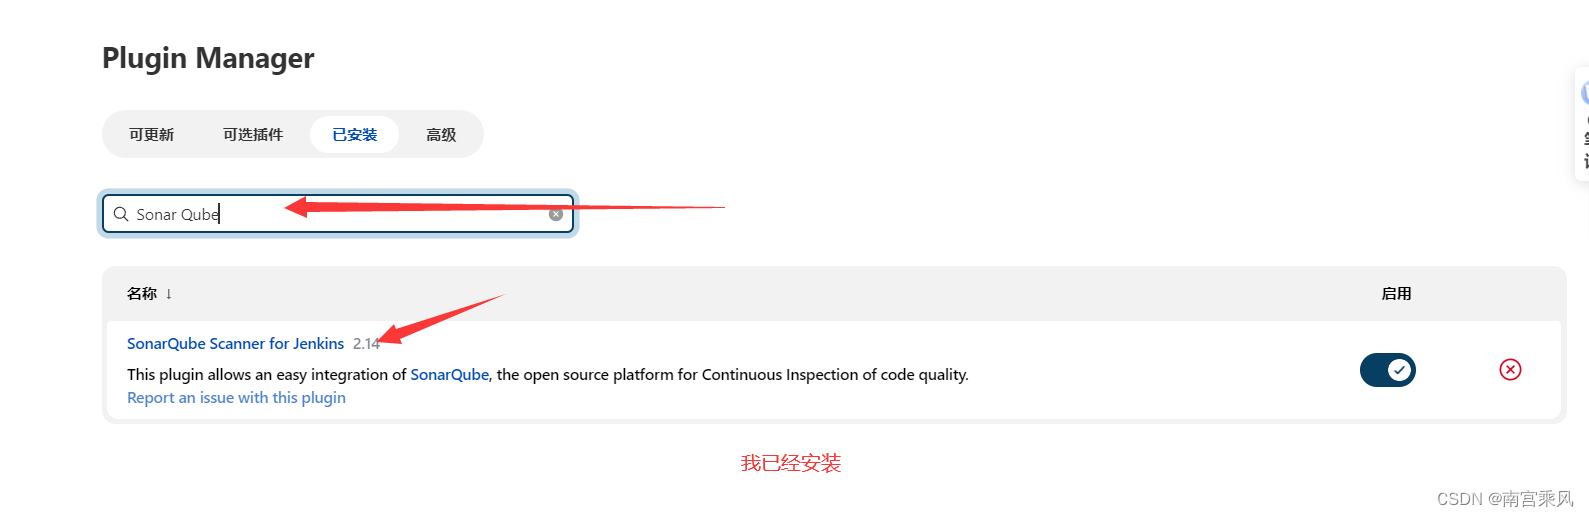 Plugin Manager
可更新 可选插件 已安装 高级
Sonar Qube
名称 ↓ 启用
SonarQube Scanner for Jenkins 2.14
This plugin allows an easy integration of SonarQube, the open source platform for Continuous Inspection of code quality.
Report an issue with this plugin
我已经安装
CSDN @南宫乘风